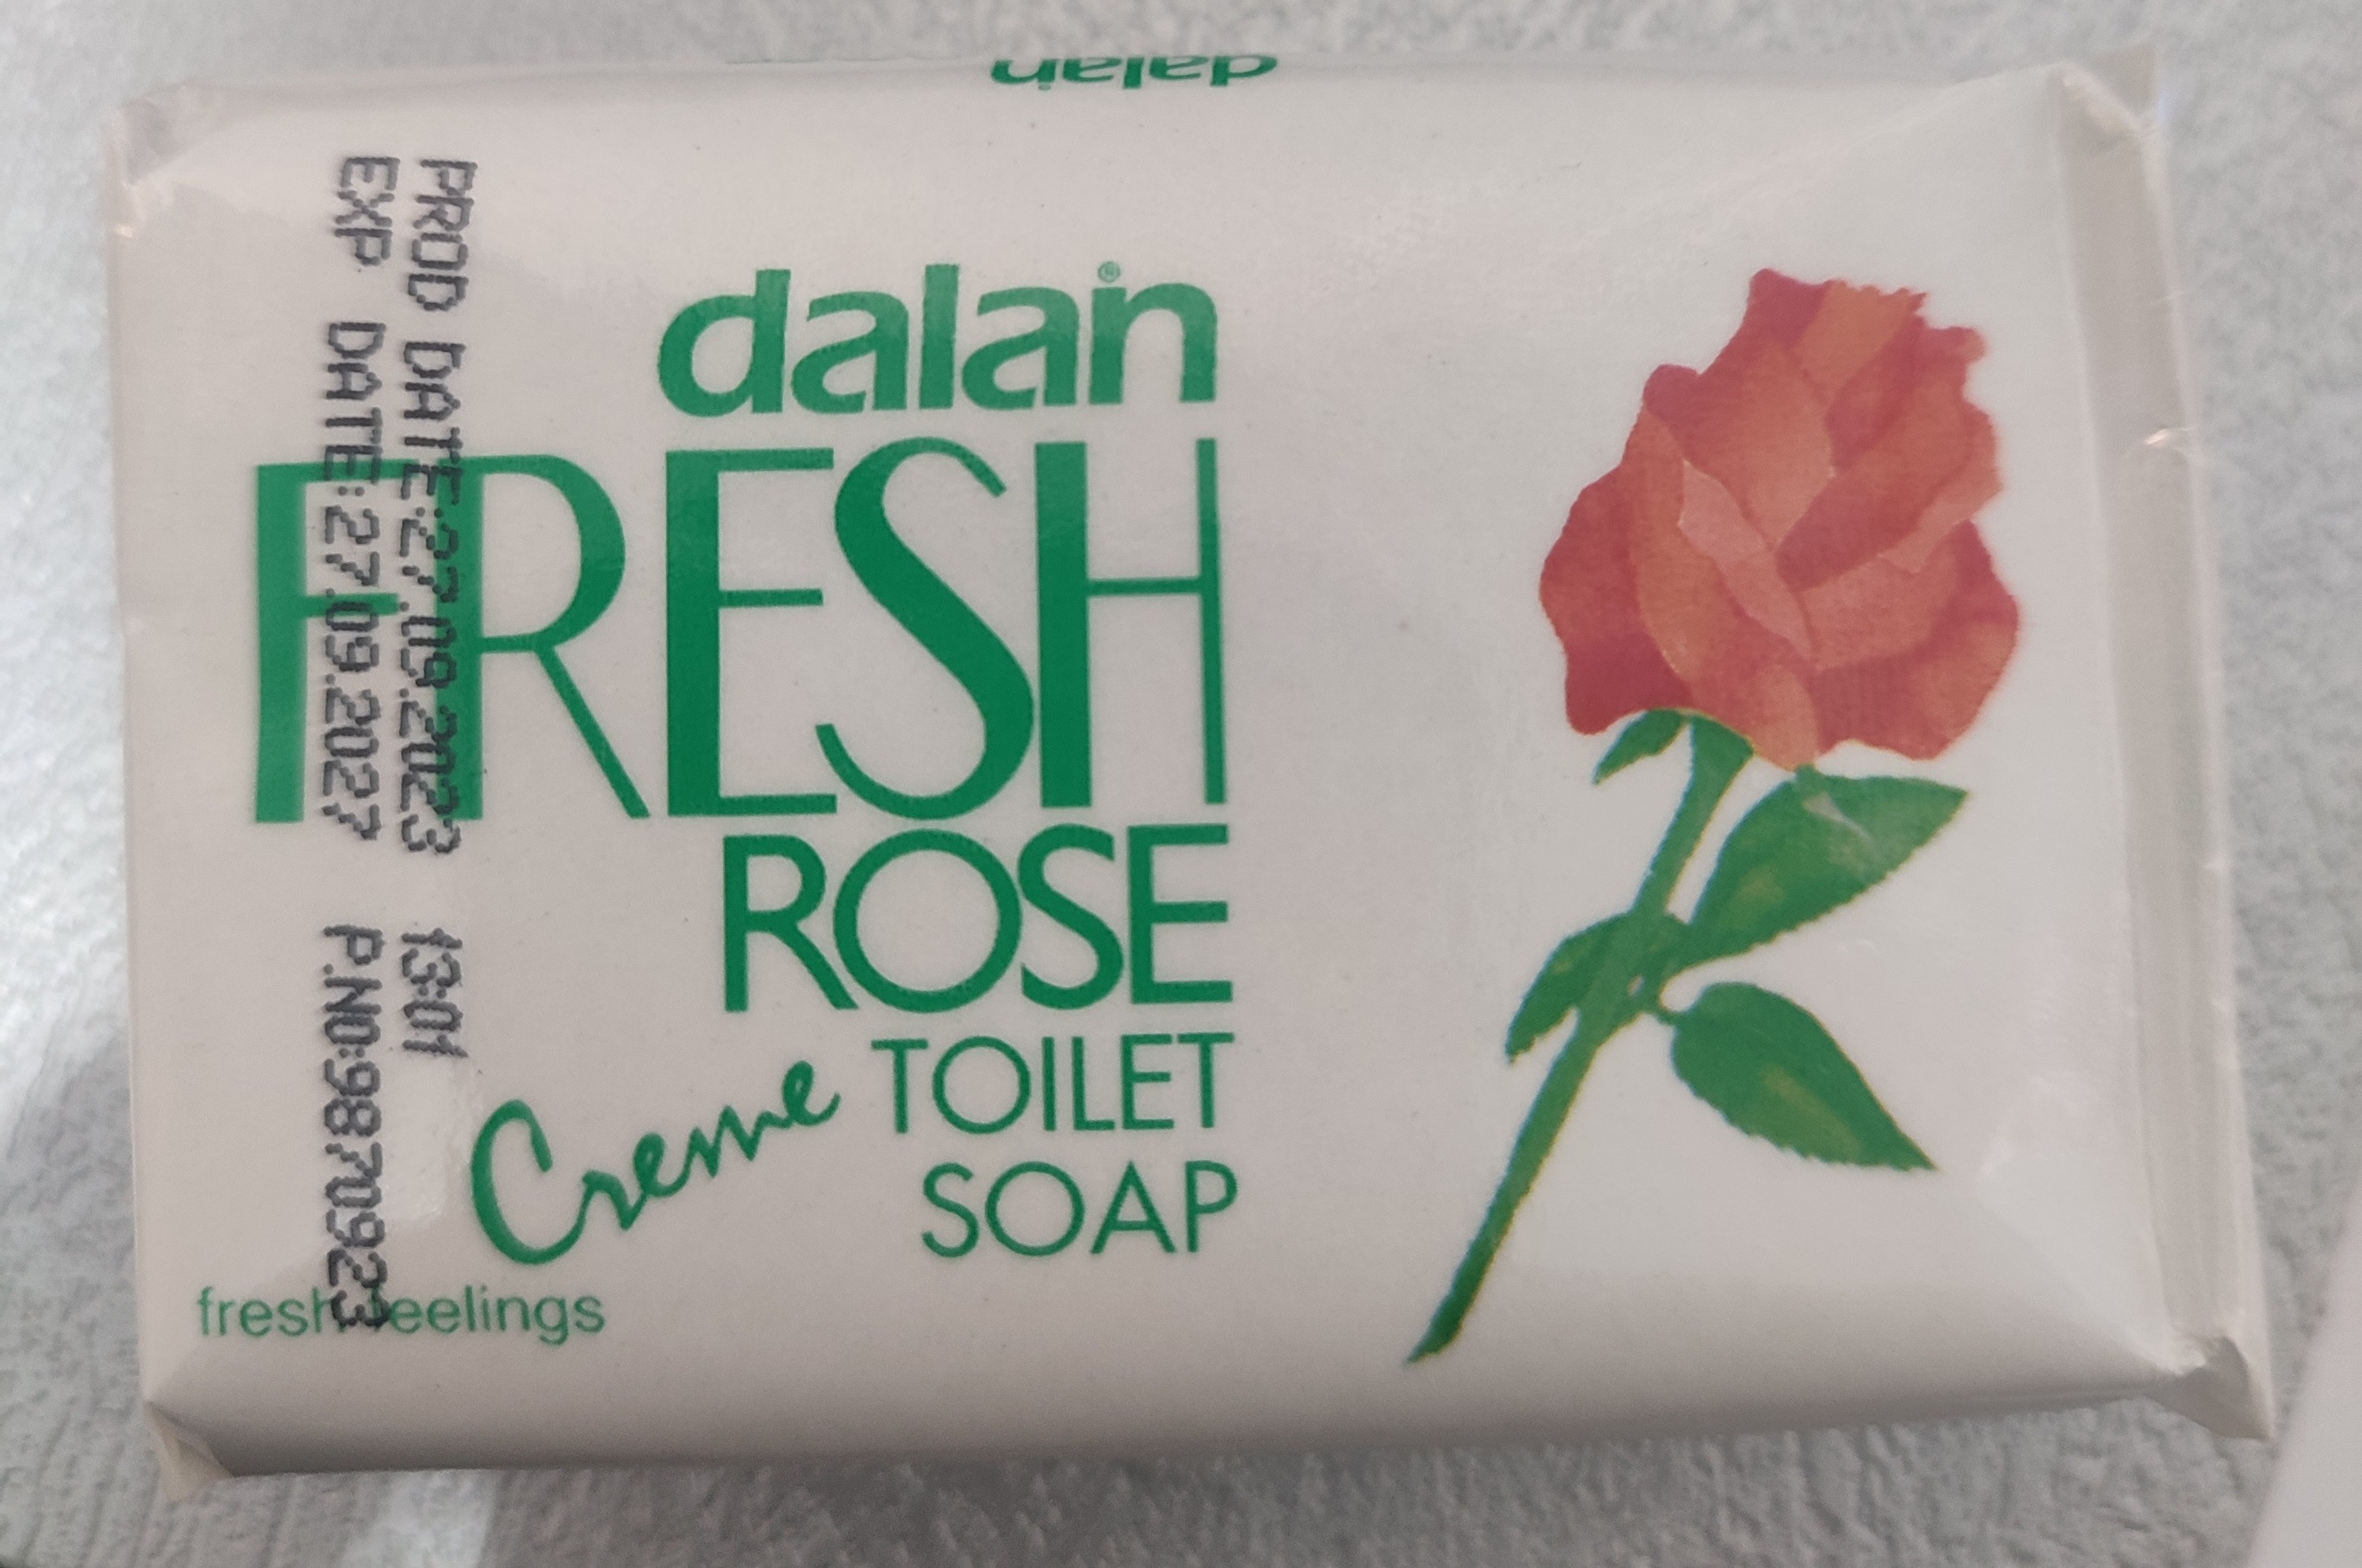 dalan
dalan®
FRESH
ROSE
Creme TOILET
SOAP
fresh feelings
PROD DATE:27.09.2023 13:01
EXP DATE:27.09.2027 P.NO:9870923